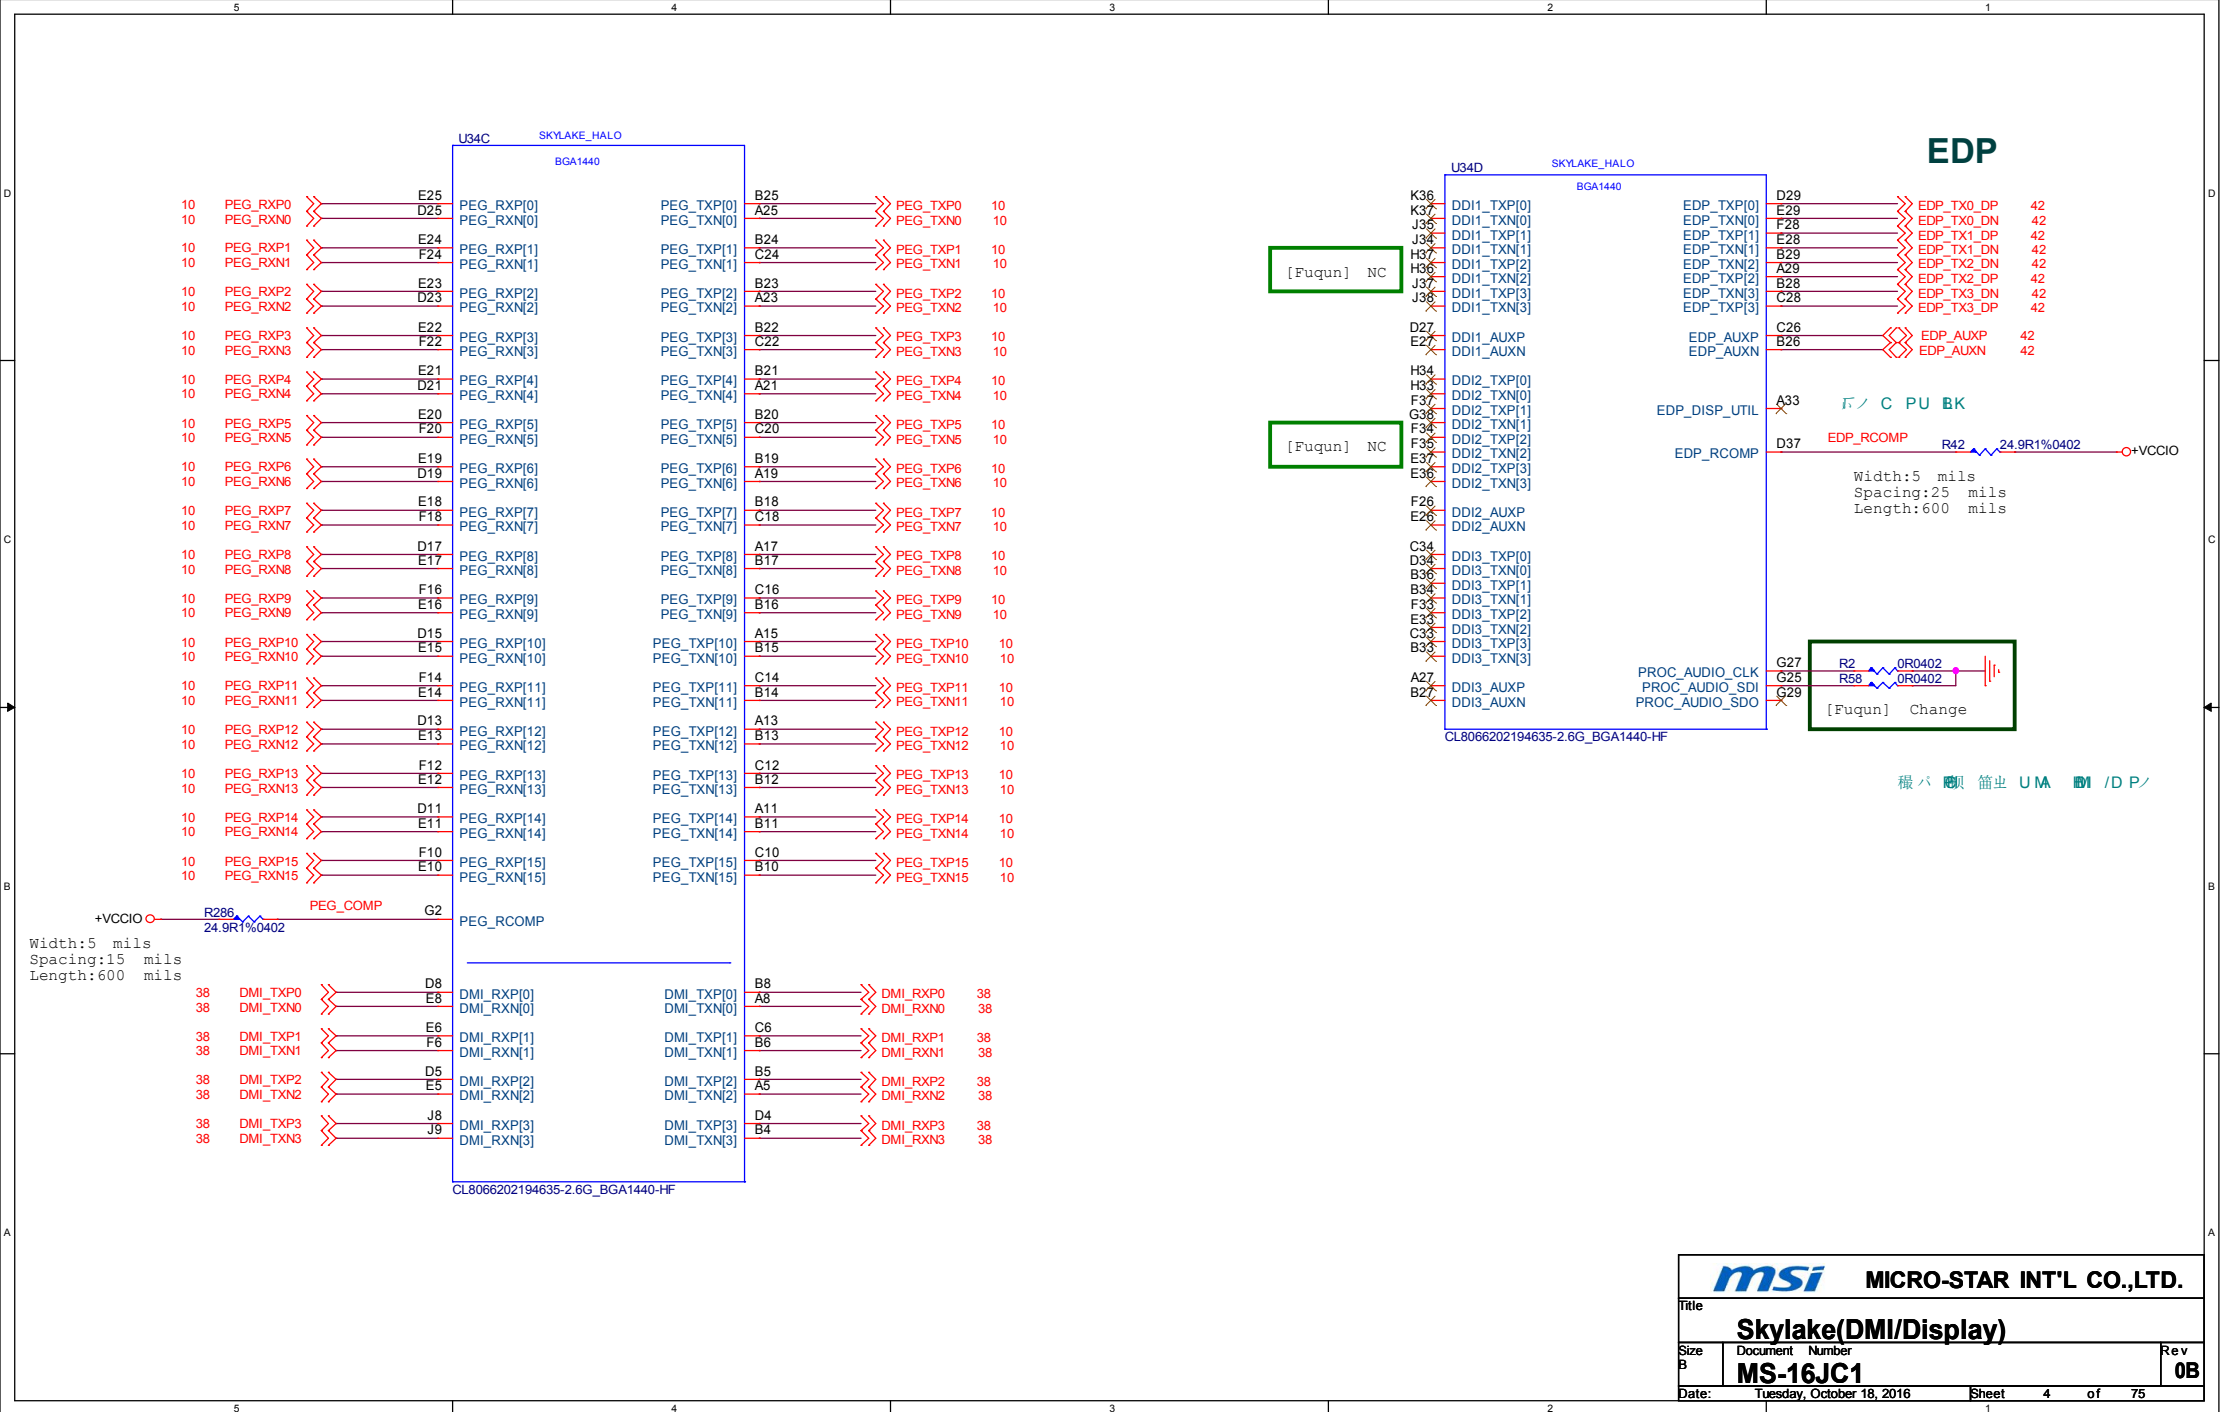 5 4 3 2 1
D
C
B
A
U34C SKYLAKE_HALO
BGA1440
10 PEG_RXP0 E25 PEG_RXP[0] PEG_TXP[0] B25 PEG_TXP0 10
10 PEG_RXN0 D25 PEG_RXN[0] PEG_TXN[0] A25 PEG_TXN0 10
10 PEG_RXP1 E24 PEG_RXP[1] PEG_TXP[1] B24 PEG_TXP1 10
10 PEG_RXN1 F24 PEG_RXN[1] PEG_TXN[1] C24 PEG_TXN1 10
10 PEG_RXP2 E23 PEG_RXP[2] PEG_TXP[2] B23 PEG_TXP2 10
10 PEG_RXN2 D23 PEG_RXN[2] PEG_TXN[2] A23 PEG_TXN2 10
10 PEG_RXP3 E22 PEG_RXP[3] PEG_TXP[3] B22 PEG_TXP3 10
10 PEG_RXN3 F22 PEG_RXN[3] PEG_TXN[3] C22 PEG_TXN3 10
10 PEG_RXP4 E21 PEG_RXP[4] PEG_TXP[4] B21 PEG_TXP4 10
10 PEG_RXN4 D21 PEG_RXN[4] PEG_TXN[4] A21 PEG_TXN4 10
10 PEG_RXP5 E20 PEG_RXP[5] PEG_TXP[5] B20 PEG_TXP5 10
10 PEG_RXN5 F20 PEG_RXN[5] PEG_TXN[5] C20 PEG_TXN5 10
10 PEG_RXP6 E19 PEG_RXP[6] PEG_TXP[6] B19 PEG_TXP6 10
10 PEG_RXN6 D19 PEG_RXN[6] PEG_TXN[6] A19 PEG_TXN6 10
10 PEG_RXP7 E18 PEG_RXP[7] PEG_TXP[7] B18 PEG_TXP7 10
10 PEG_RXN7 F18 PEG_RXN[7] PEG_TXN[7] C18 PEG_TXN7 10
10 PEG_RXP8 D17 PEG_RXP[8] PEG_TXP[8] A17 PEG_TXP8 10
10 PEG_RXN8 E17 PEG_RXN[8] PEG_TXN[8] B17 PEG_TXN8 10
10 PEG_RXP9 F16 PEG_RXP[9] PEG_TXP[9] C16 PEG_TXP9 10
10 PEG_RXN9 E16 PEG_RXN[9] PEG_TXN[9] B16 PEG_TXN9 10
10 PEG_RXP10 D15 PEG_RXP[10] PEG_TXP[10] A15 PEG_TXP10 10
10 PEG_RXN10 E15 PEG_RXN[10] PEG_TXN[10] B15 PEG_TXN10 10
10 PEG_RXP11 F14 PEG_RXP[11] PEG_TXP[11] C14 PEG_TXP11 10
10 PEG_RXN11 E14 PEG_RXN[11] PEG_TXN[11] B14 PEG_TXN11 10
10 PEG_RXP12 D13 PEG_RXP[12] PEG_TXP[12] A13 PEG_TXP12 10
10 PEG_RXN12 E13 PEG_RXN[12] PEG_TXN[12] B13 PEG_TXN12 10
10 PEG_RXP13 F12 PEG_RXP[13] PEG_TXP[13] C12 PEG_TXP13 10
10 PEG_RXN13 E12 PEG_RXN[13] PEG_TXN[13] B12 PEG_TXN13 10
10 PEG_RXP14 D11 PEG_RXP[14] PEG_TXP[14] A11 PEG_TXP14 10
10 PEG_RXN14 E11 PEG_RXN[14] PEG_TXN[14] B11 PEG_TXN14 10
10 PEG_RXP15 F10 PEG_RXP[15] PEG_TXP[15] C10 PEG_TXP15 10
10 PEG_RXN15 E10 PEG_RXN[15] PEG_TXN[15] B10 PEG_TXN15 10
+VCCIO R286 PEG_COMP G2 PEG_RCOMP
24.9R1%0402
Width:5 mils
Spacing:15 mils
Length:600 mils
38 DMI_TXP0 D8 DMI_RXP[0] DMI_TXP[0] B8 DMI_RXP0 38
38 DMI_TXN0 E8 DMI_RXN[0] DMI_TXN[0] A8 DMI_RXN0 38
38 DMI_TXP1 E6 DMI_RXP[1] DMI_TXP[1] C6 DMI_RXP1 38
38 DMI_TXN1 F6 DMI_RXN[1] DMI_TXN[1] B6 DMI_RXN1 38
38 DMI_TXP2 D5 DMI_RXP[2] DMI_TXP[2] B5 DMI_RXP2 38
38 DMI_TXN2 E5 DMI_RXN[2] DMI_TXN[2] A5 DMI_RXN2 38
38 DMI_TXP3 J8 DMI_RXP[3] DMI_TXP[3] D4 DMI_RXP3 38
38 DMI_TXN3 J9 DMI_RXN[3] DMI_TXN[3] B4 DMI_RXN3 38
CL8066202194635-2.6G_BGA1440-HF
EDP
U34D SKYLAKE_HALO
BGA1440
K36 DDI1_TXP[0] EDP_TXP[0] D29 EDP_TX0_DP 42
K37 DDI1_TXN[0] EDP_TXN[0] E29 EDP_TX0_DN 42
J35 DDI1_TXP[1] EDP_TXP[1] F28 EDP_TX1_DP 42
J34 DDI1_TXN[1] EDP_TXN[1] E28 EDP_TX1_DN 42
H37 DDI1_TXP[2] EDP_TXN[2] B29 EDP_TX2_DN 42
[Fuqun] NC
H36 DDI1_TXN[2] EDP_TXP[2] A29 EDP_TX2_DP 42
J37 DDI1_TXP[3] EDP_TXN[3] B28 EDP_TX3_DN 42
J38 DDI1_TXN[3] EDP_TXP[3] C28 EDP_TX3_DP 42
D27 DDI1_AUXP EDP_AUXP C26 EDP_AUXP 42
E27 DDI1_AUXN EDP_AUXN B26 EDP_AUXN 42
H34 DDI2_TXP[0]
H33 DDI2_TXN[0]
F37 DDI2_TXP[1] EDP_DISP_UTIL A33 C PU BLK
G38 DDI2_TXN[1]
F34 DDI2_TXP[2]
[Fuqun] NC
F35 DDI2_TXN[2] EDP_RCOMP D37 EDP_RCOMP R42 24.9R1%0402 +VCCIO
E37 DDI2_TXP[3]
E36 DDI2_TXN[3]
Width:5 mils
Spacing:25 mils
Length:600 mils
F26 DDI2_AUXP
E26 DDI2_AUXN
C34 DDI3_TXP[0]
D34 DDI3_TXN[0]
B36 DDI3_TXP[1]
B34 DDI3_TXN[1]
F33 DDI3_TXP[2]
E33 DDI3_TXN[2]
C33 DDI3_TXP[3]
B33 DDI3_TXN[3]
PROC_AUDIO_CLK G27 R2 0R0402
A27 DDI3_AUXP PROC_AUDIO_SDI G25 R58 0R0402
B27 DDI3_AUXN PROC_AUDIO_SDO G29
[Fuqun] Change
CL8066202194635-2.6G_BGA1440-HF
UMA /D P
msi MICRO-STAR INT'L CO.,LTD.
Title
Skylake(DMI/Display)
Size Document Number Rev
B MS-16JC1 0B
Date: Tuesday, October 18, 2016 Sheet 4 of 75
D
C
B
A
5 4 3 2 1